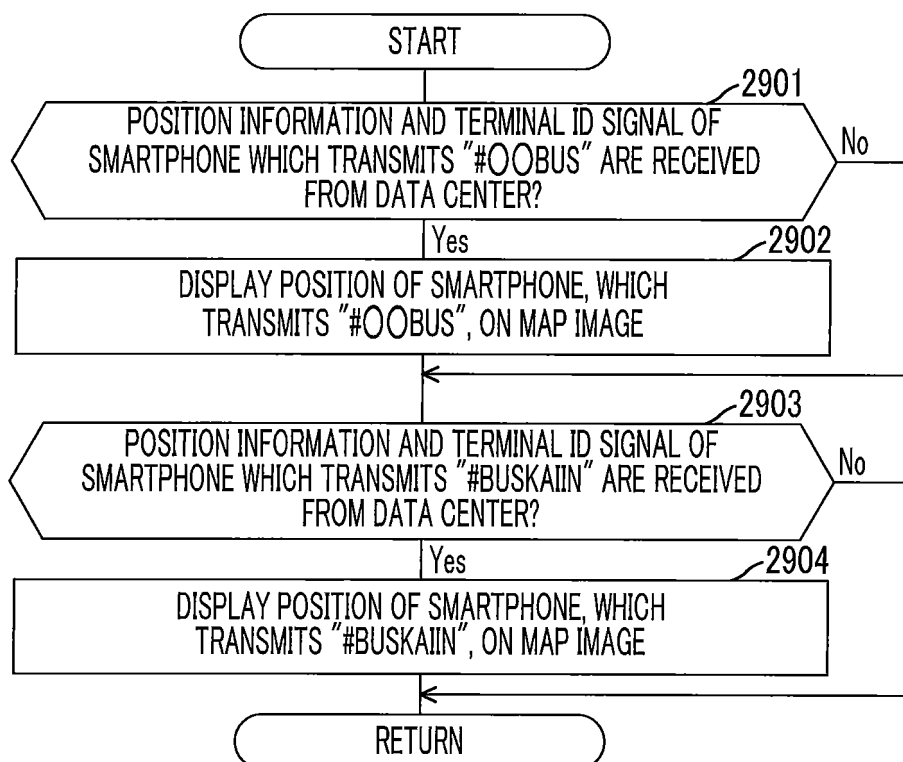 START
2901
POSITION INFORMATION AND TERMINAL ID SIGNAL OF
SMARTPHONE WHICH TRANSMITS "#○○BUS" ARE RECEIVED
FROM DATA CENTER?
No
Yes
2902
DISPLAY POSITION OF SMARTPHONE, WHICH
TRANSMITS "#○○BUS", ON MAP IMAGE
2903
POSITION INFORMATION AND TERMINAL ID SIGNAL OF
SMARTPHONE WHICH TRANSMITS "#BUSKAIIN" ARE RECEIVED
FROM DATA CENTER?
No
Yes
2904
DISPLAY POSITION OF SMARTPHONE, WHICH
TRANSMITS "#BUSKAIIN", ON MAP IMAGE
RETURN